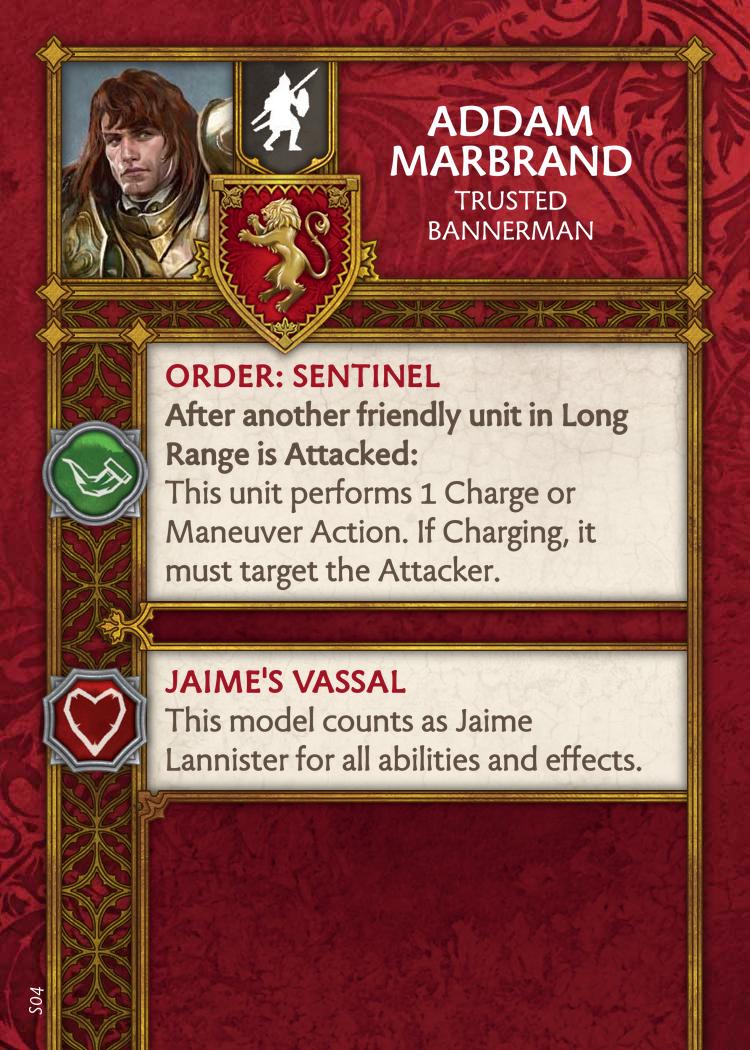 ADDAM
MARBRAND
TRUSTED
BANNERMAN
ORDER: SENTINEL
After another friendly unit in Long
Range is Attacked:
This unit performs 1 Charge or
Maneuver Action. If Charging, it
must target the Attacker.
JAIME'S VASSAL
This model counts as Jaime
Lannister for all abilities and effects.
S04